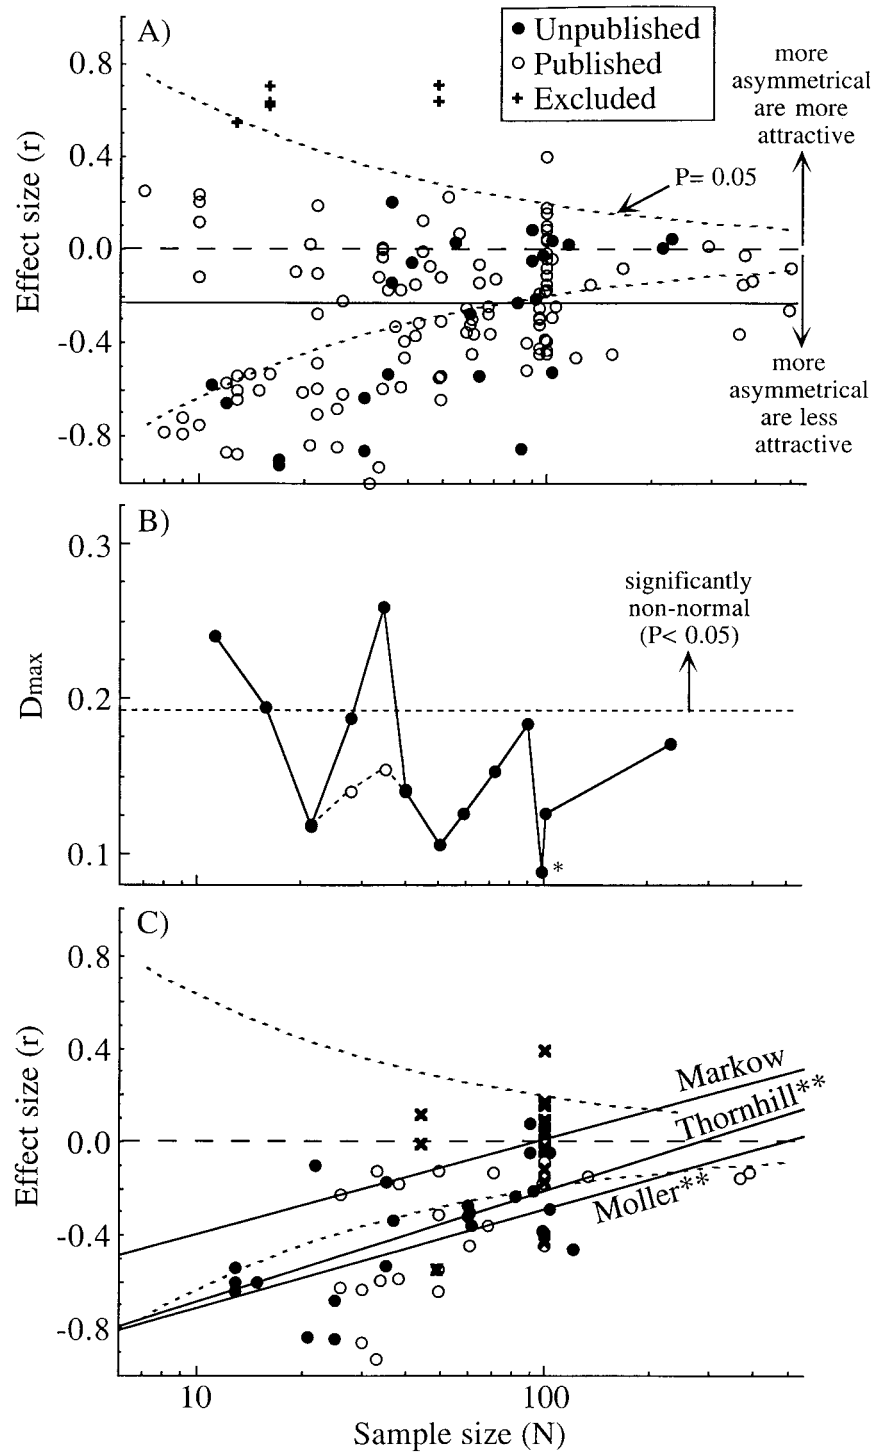 A)
Unpublished
Published
Excluded
0.8
0.4
0.0
-0.4
-0.8
Effect size (r)
P= 0.05
more
asymmetrical
are more
attractive
more
asymmetrical
are less
attractive
B)
0.3
0.2
0.1
Dmax
significantly
non-normal
(P< 0.05)
*
C)
0.8
0.4
0.0
-0.4
-0.8
Effect size (r)
Markow
Thornhill**
Moller**
10
100
Sample size (N)